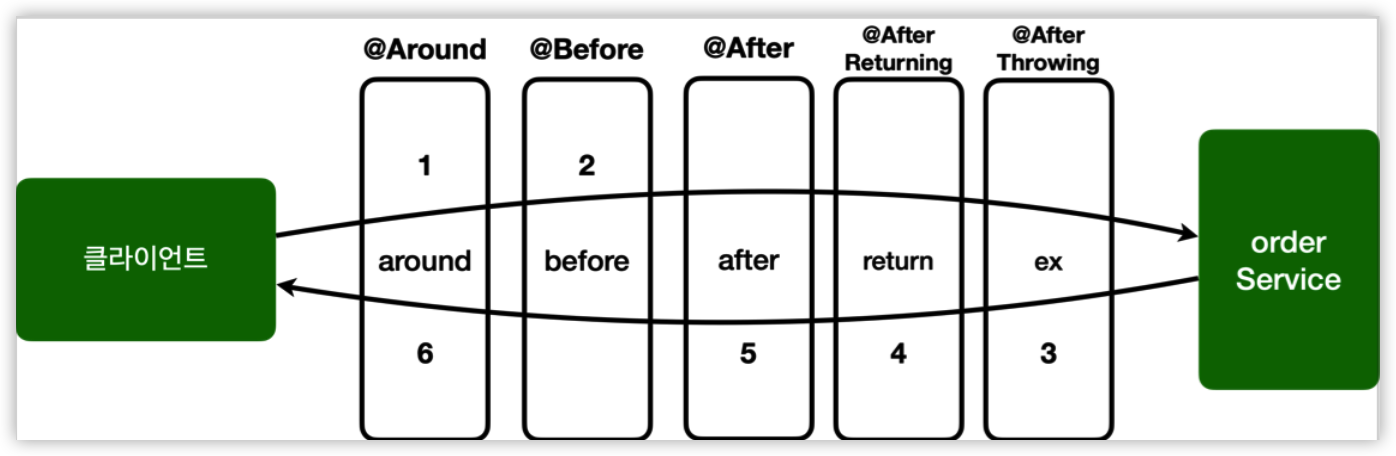 @Around
@Before
@After
@After
Returning
@After
Throwing
1
2
클라이언트
around
before
after
return
ex
order
Service
6
5
4
3